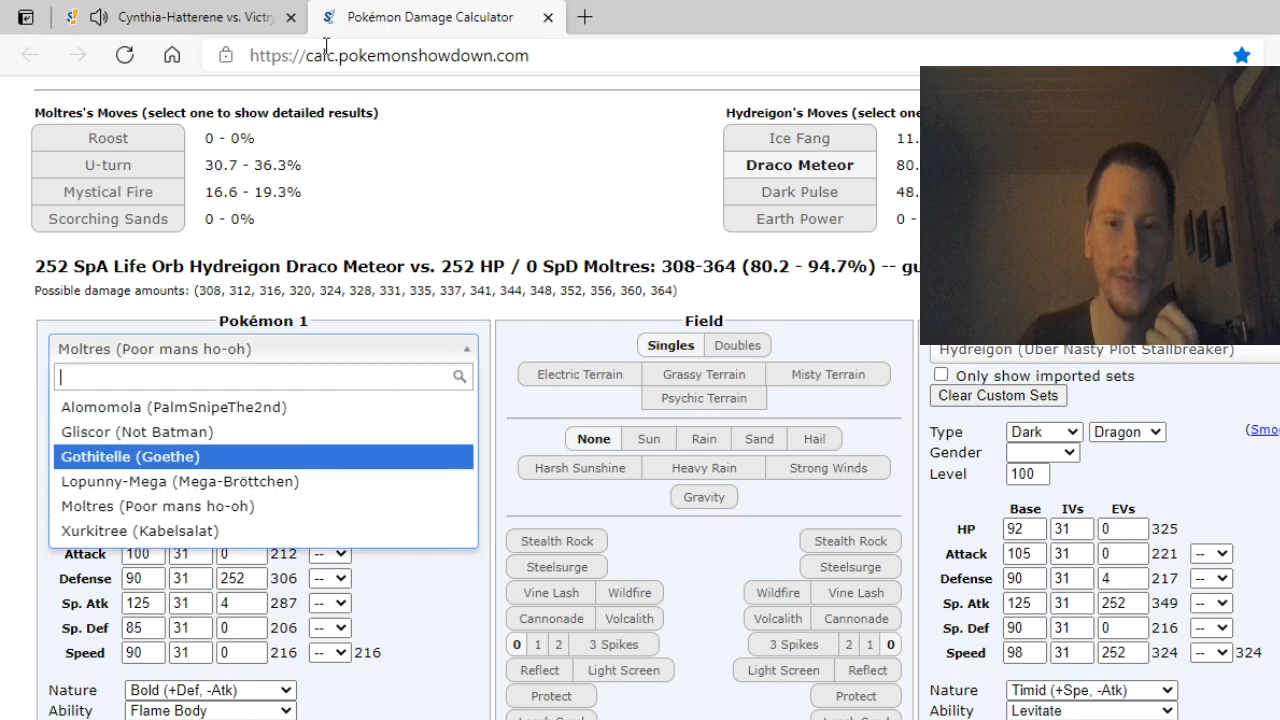 Cynthia-Hatterene vs. Victry
Pokémon Damage Calculator
https://calc.pokemonshowdown.com
Moltres's Moves (select one to show detailed results)
Roost 0 - 0%
U-turn 30.7 - 36.3%
Mystical Fire 16.6 - 19.3%
Scorching Sands 0 - 0%
Hydreigon's Moves (select one
Ice Fang 11.
Draco Meteor 80.
Dark Pulse 48.
Earth Power 0 -
252 SpA Life Orb Hydreigon Draco Meteor vs. 252 HP / 0 SpD Moltres: 308-364 (80.2 - 94.7%) -- gu
Possible damage amounts: (308, 312, 316, 320, 324, 328, 331, 335, 337, 341, 344, 348, 352, 356, 360, 364)
Pokémon 1
Moltres (Poor mans ho-oh)
Alomomola (PalmSnipeThe2nd)
Gliscor (Not Batman)
Gothitelle (Goethe)
Lopunny-Mega (Mega-Bröttchen)
Moltres (Poor mans ho-oh)
Xurkitree (Kabelsalat)
Attack 100 31 0 212 --
Defense 90 31 252 306 --
Sp. Atk 125 31 4 287 --
Sp. Def 85 31 0 206 --
Speed 90 31 0 216 -- 216
Nature Bold (+Def, -Atk)
Ability Flame Body
Field
Singles Doubles
Electric Terrain Grassy Terrain Misty Terrain
Psychic Terrain
None Sun Rain Sand Hail
Harsh Sunshine Heavy Rain Strong Winds
Gravity
Stealth Rock Stealth Rock
Steelsurge Steelsurge
Vine Lash Wildfire Wildfire Vine Lash
Cannonade Volcalith Volcalith Cannonade
0 1 2 3 Spikes 3 Spikes 2 1 0
Reflect Light Screen Light Screen Reflect
Protect Protect
Hydreigon (Uber Nasty Plot Stallbreaker)
Only show imported sets
Clear Custom Sets
Type Dark Dragon (Smo
Gender
Level 100
Base IVs EVs
HP 92 31 0 325
Attack 105 31 0 221 --
Defense 90 31 4 217 --
Sp. Atk 125 31 252 349 --
Sp. Def 90 31 0 216 --
Speed 98 31 252 324 -- 324
Nature Timid (+Spe, -Atk)
Ability Levitate